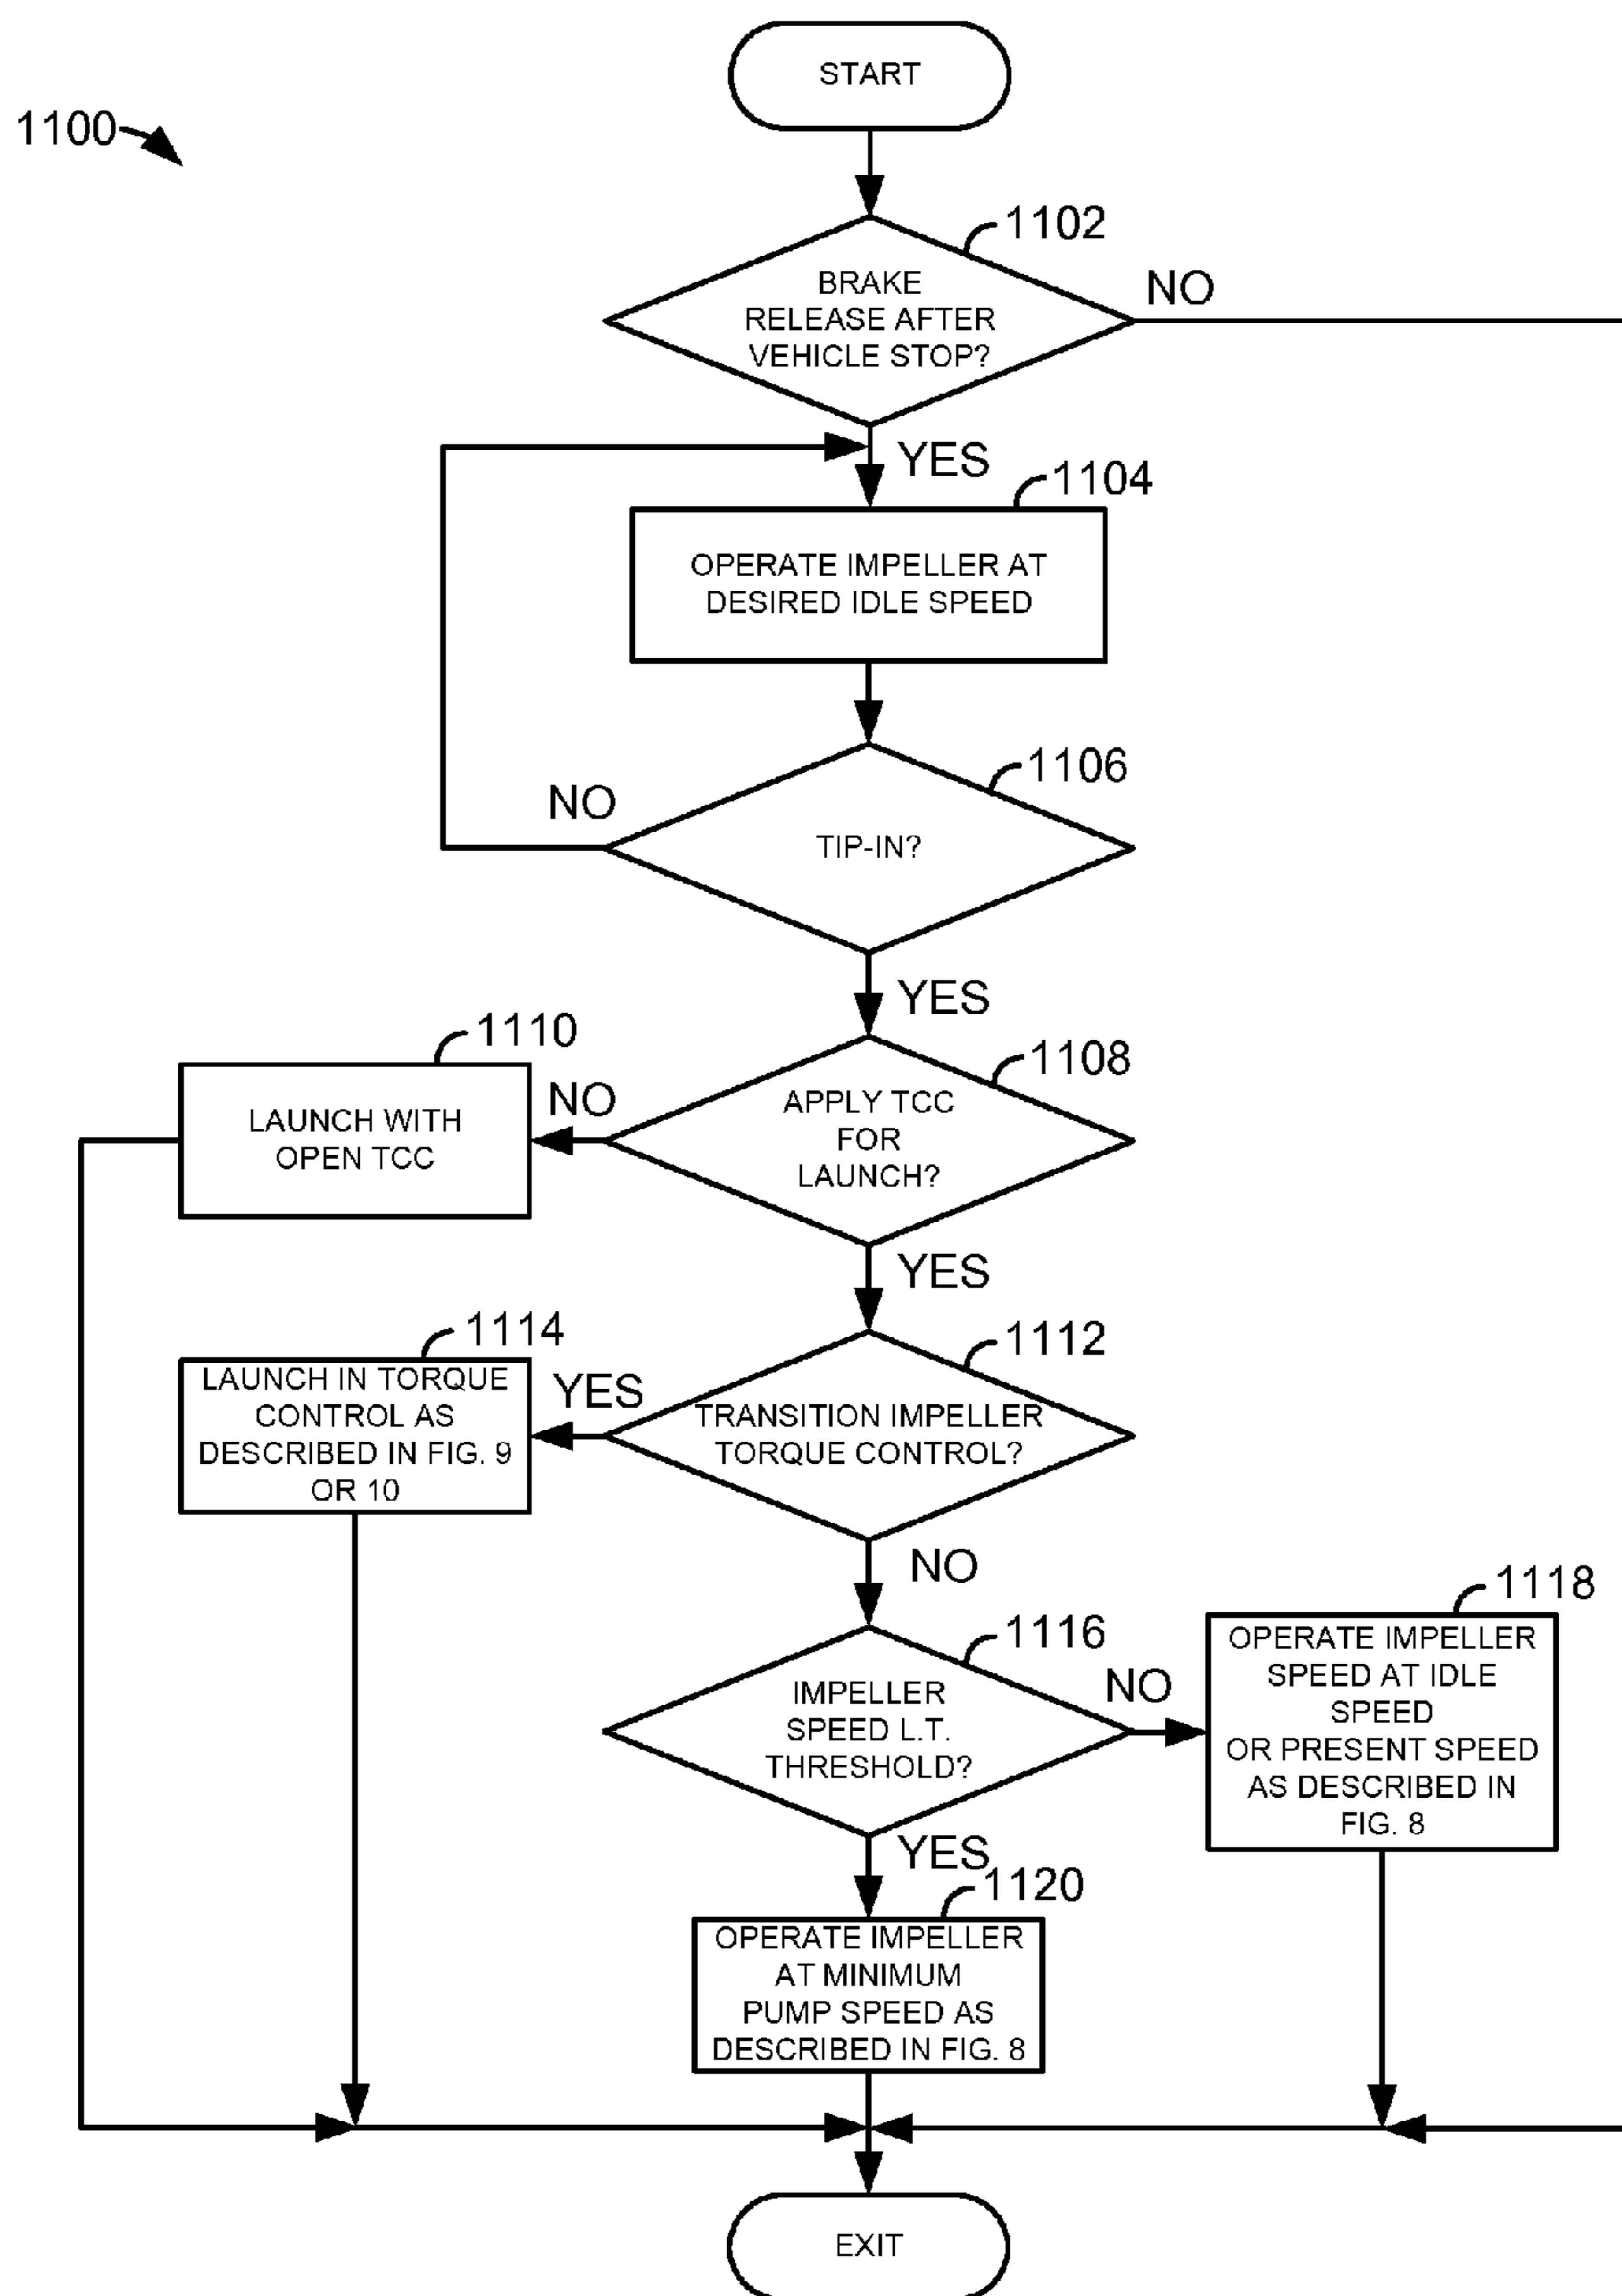 START
1100
1102
BRAKE
RELEASE AFTER
VEHICLE STOP?
NO
YES
1104
OPERATE IMPELLER AT
DESIRED IDLE SPEED
1106
NO
TIP-IN?
YES
1110
1108
LAUNCH WITH
OPEN TCC
NO
APPLY TCC
FOR
LAUNCH?
YES
1114
1112
LAUNCH IN TORQUE
CONTROL AS
DESCRIBED IN FIG. 9
OR 10
YES
TRANSITION IMPELLER
TORQUE CONTROL?
NO
1116
1118
IMPELLER
SPEED L.T.
THRESHOLD?
NO
OPERATE IMPELLER
SPEED AT IDLE
SPEED
OR PRESENT SPEED
AS DESCRIBED IN
FIG. 8
YES
1120
OPERATE IMPELLER
AT MINIMUM
PUMP SPEED AS
DESCRIBED IN FIG. 8
EXIT